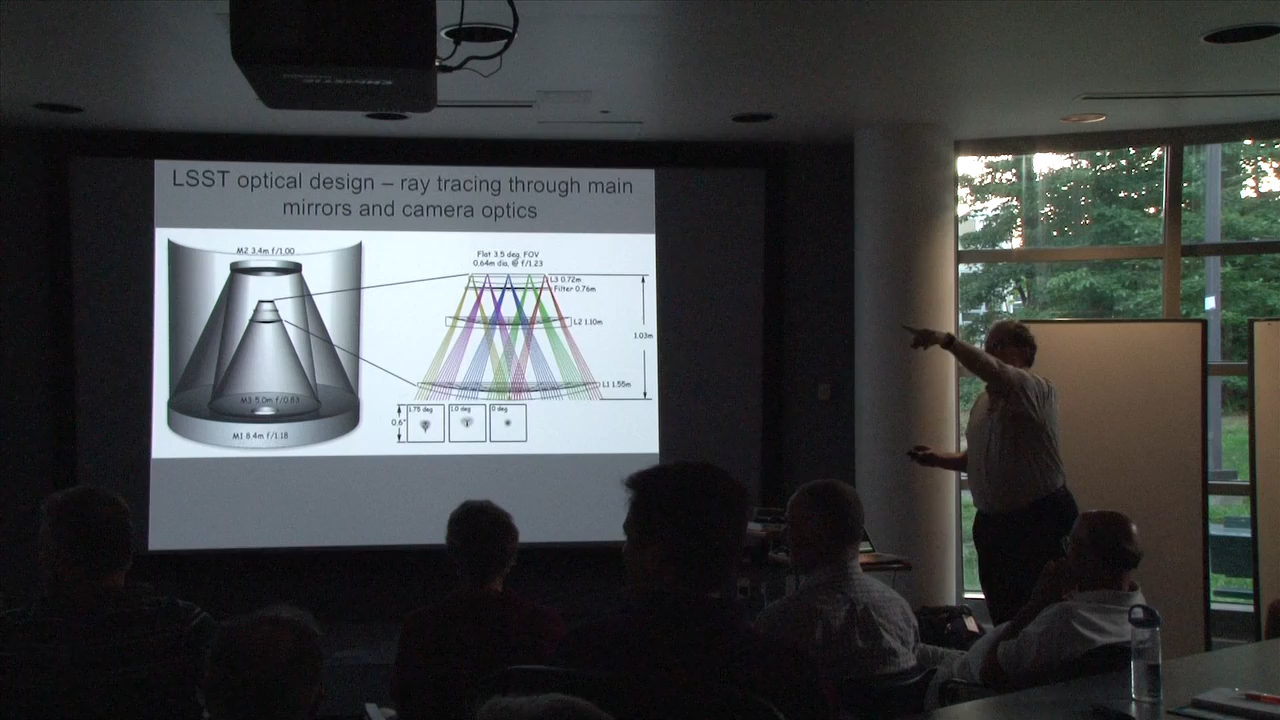 CHRISTIE
LSST optical design – ray tracing through main
mirrors and camera optics
M2 3.4m f/1.00
M3 5.0m f/0.83
M1 8.4m f/1.18
Flat 3.5 deg. FOV
0.64m dia. @ f/1.23
L3 0.72m
Filter 0.76m
L2 1.10m
1.03m
L1 1.55m
0.6"
1.75 deg
1.0 deg
0 deg